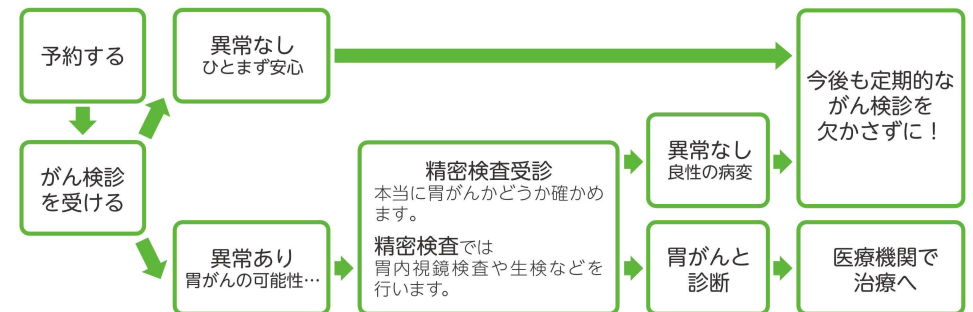 予約する
がん検診
を受ける
異常なし
ひとまず安心
異常あり
胃がんの可能性…
精密検査受診
本当に胃がんかどうか確かめ
ます。
精密検査では
胃内視鏡検査や生検などを
行います。
異常なし
良性の病変
胃がんと
診断
今後も定期的な
がん検診を
欠かさずに！
医療機関で
治療へ